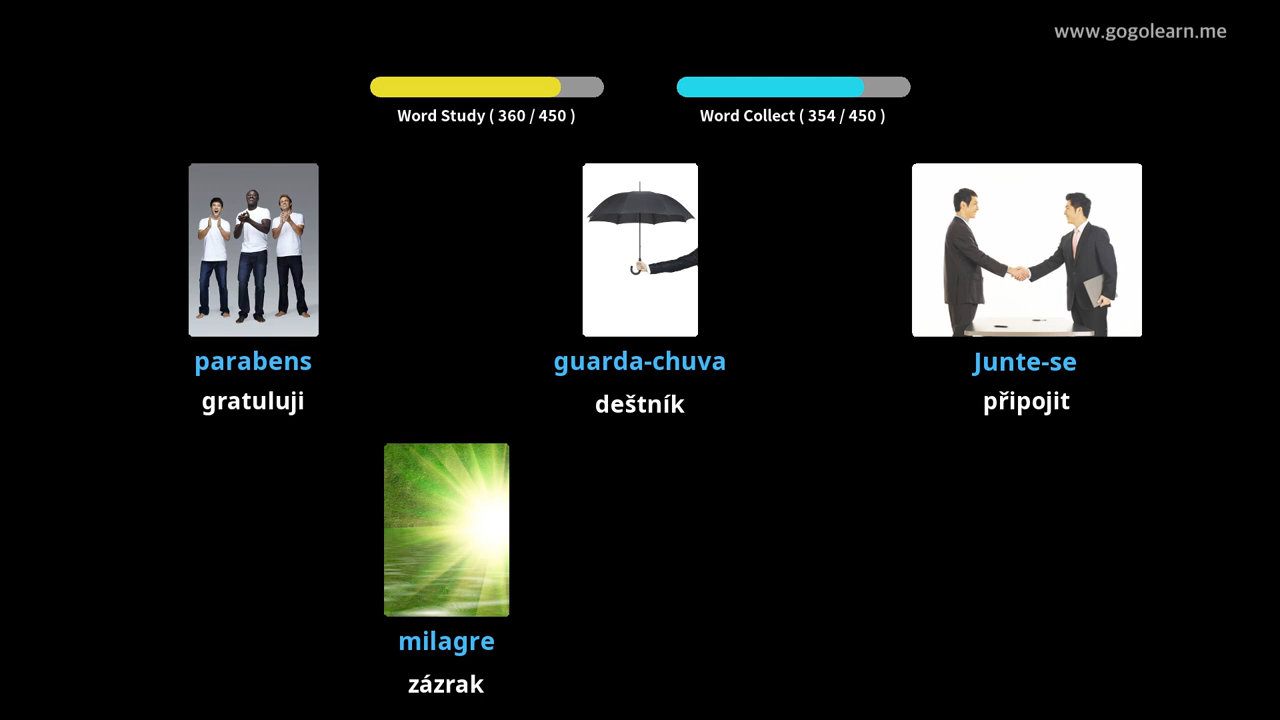 www.gogolearn.me
Word Study ( 360 / 450 )
Word Collect ( 354 / 450 )
parabens
guarda-chuva
Junte-se
gratuluji
deštník
připojit
milagre
zázrak